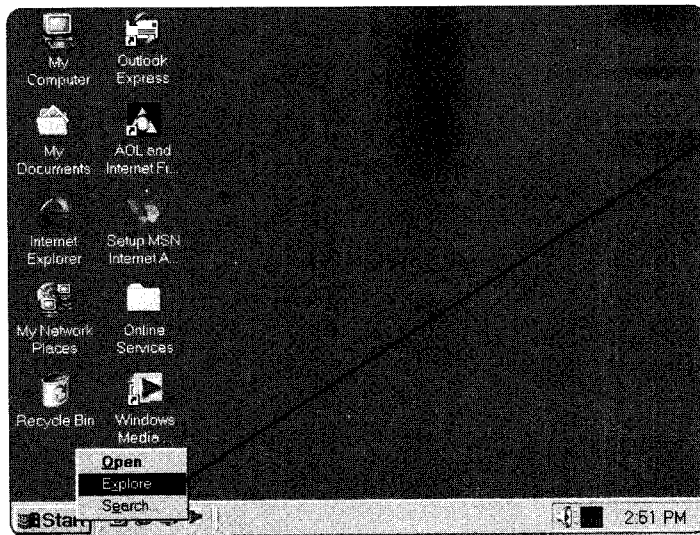 My
Computer
Outlook
Express
My
Documents
AOL and
Internet Fi...
Internet
Explorer
Setup MSN
Internet A...
My Network
Places
Online
Services
Recycle Bin
Windows
Media...
Open
Explore
Search...
Start
2:51 PM